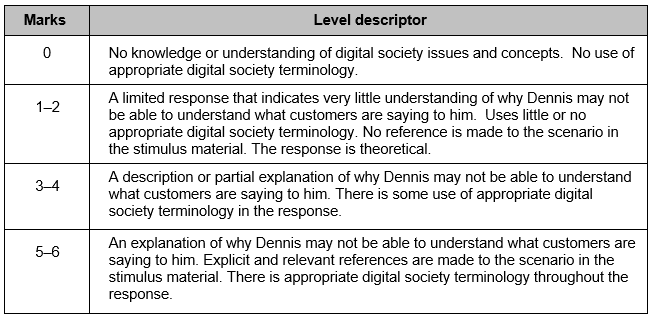 Marks Level descriptor
0 No knowledge or understanding of digital society issues and concepts.  No use of
appropriate digital society terminology.
1–2 A limited response that indicates very little understanding of why Dennis may not
be able to understand what customers are saying to him.  Uses little or no
appropriate digital society terminology. No reference is made to the scenario in
the stimulus material. The response is theoretical.
3–4 A description or partial explanation of why Dennis may not be able to understand
what customers are saying to him. There is some use of appropriate digital
society terminology in the response.
5–6 An explanation of why Dennis may not be able to understand what customers are
saying to him. Explicit and relevant references are made to the scenario in the
stimulus material. There is appropriate digital society terminology throughout the
response.